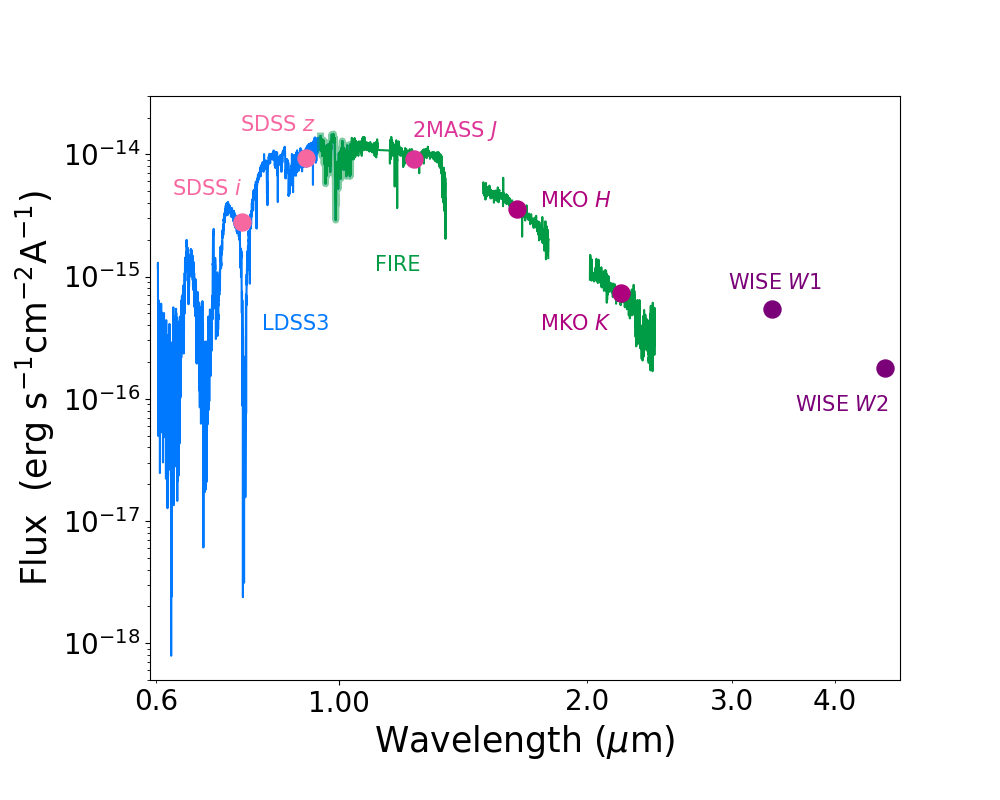 SDSS z
2MASS J
SDSS i
MKO H
FIRE
LDSS3
MKO K
WISE W1
WISE W2
10⁻¹⁴
10⁻¹⁵
10⁻¹⁶
10⁻¹⁷
10⁻¹⁸
Flux (erg s⁻¹cm⁻²A⁻¹)
0.6 1.00 2.0 3.0 4.0
Wavelength (μm)